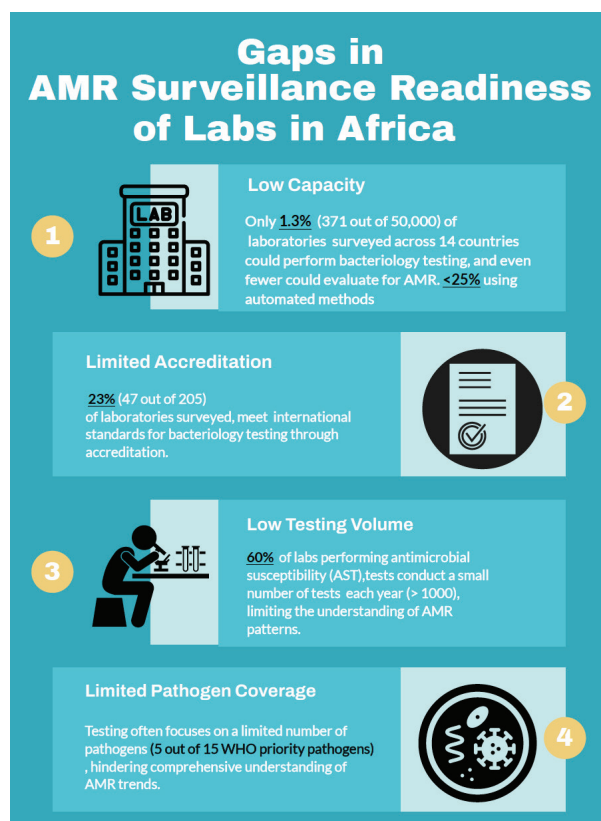 Gaps in
AMR Surveillance Readiness
of Labs in Africa
1
LAB
Low Capacity
Only 1.3% (371 out of 50,000) of
laboratories surveyed across 14 countries
could perform bacteriology testing, and even
fewer could evaluate for AMR. <25% using
automated methods
Limited Accreditation
23% (47 out of 205)
of laboratories surveyed, meet international
standards for bacteriology testing through
accreditation.
2
3
Low Testing Volume
60% of labs performing antimicrobial
susceptibility (AST),tests conduct a small
number of tests each year (> 1000),
limiting the understanding of AMR
patterns.
Limited Pathogen Coverage
Testing often focuses on a limited number of
pathogens (5 out of 15 WHO priority pathogens)
, hindering comprehensive understanding of
AMR trends.
4